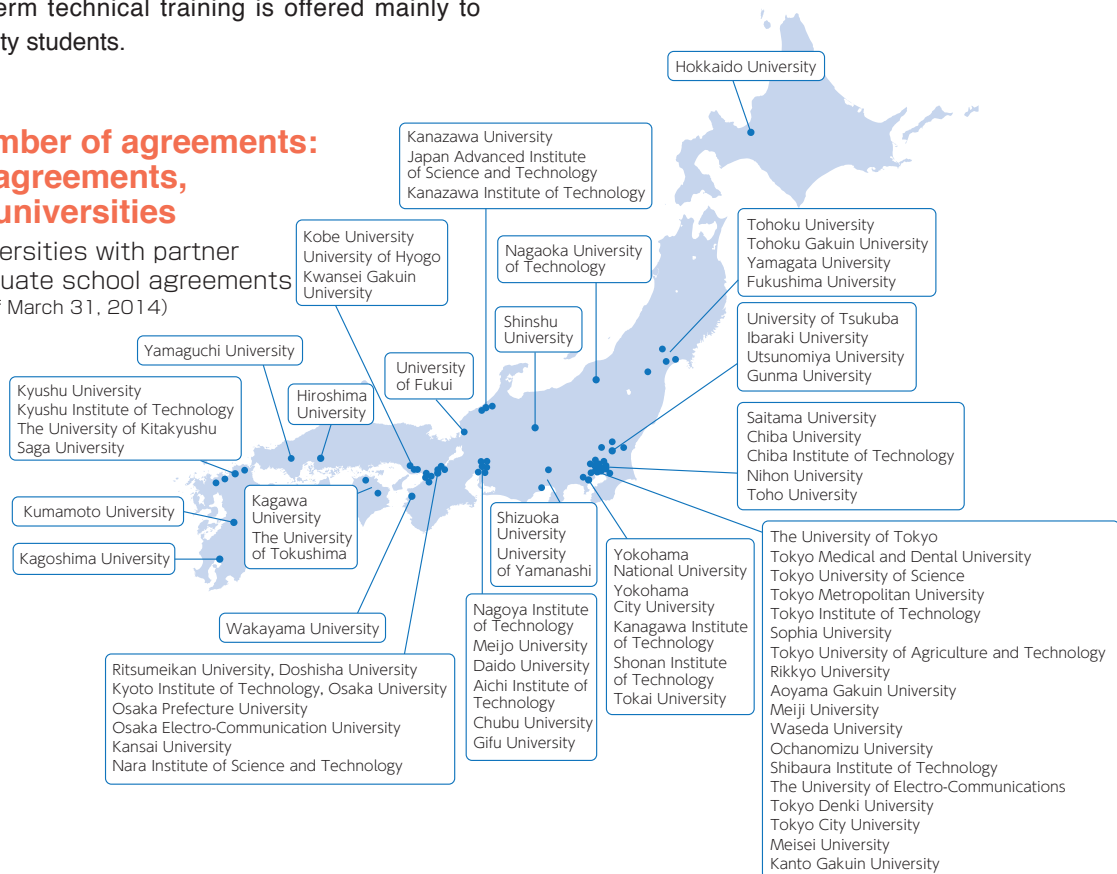 erm technical training is offered mainly to
ty students.
mber of agreements:
agreements,
universities
ersities with partner
uate school agreements
March 31, 2014)
Hokkaido University
Kanazawa University
Japan Advanced Institute
of Science and Technology
Kanazawa Institute of Technology
Kobe University
University of Hyogo
Kwansei Gakuin
University
Nagaoka University
of Technology
Tohoku University
Tohoku Gakuin University
Yamagata University
Fukushima University
Shinshu
University
University of Tsukuba
Ibaraki University
Utsunomiya University
Gunma University
Yamaguchi University
University
of Fukui
Kyushu University
Kyushu Institute of Technology
The University of Kitakyushu
Saga University
Hiroshima
University
Saitama University
Chiba University
Chiba Institute of Technology
Nihon University
Toho University
Kumamoto University
Kagoshima University
Kagawa
University
The University
of Tokushima
Shizuoka
University
University
of Yamanashi
Yokohama
National University
Yokohama
City University
Kanagawa Institute
of Technology
Shonan Institute
of Technology
Tokai University
The University of Tokyo
Tokyo Medical and Dental University
Tokyo University of Science
Tokyo Metropolitan University
Tokyo Institute of Technology
Sophia University
Tokyo University of Agriculture and Technology
Rikkyo University
Aoyama Gakuin University
Meiji University
Waseda University
Ochanomizu University
Shibaura Institute of Technology
The University of Electro-Communications
Tokyo Denki University
Tokyo City University
Meisei University
Kanto Gakuin University
Wakayama University
Nagoya Institute
of Technology
Meijo University
Daido University
Aichi Institute of
Technology
Chubu University
Gifu University
Ritsumeikan University, Doshisha University
Kyoto Institute of Technology, Osaka University
Osaka Prefecture University
Osaka Electro-Communication University
Kansai University
Nara Institute of Science and Technology